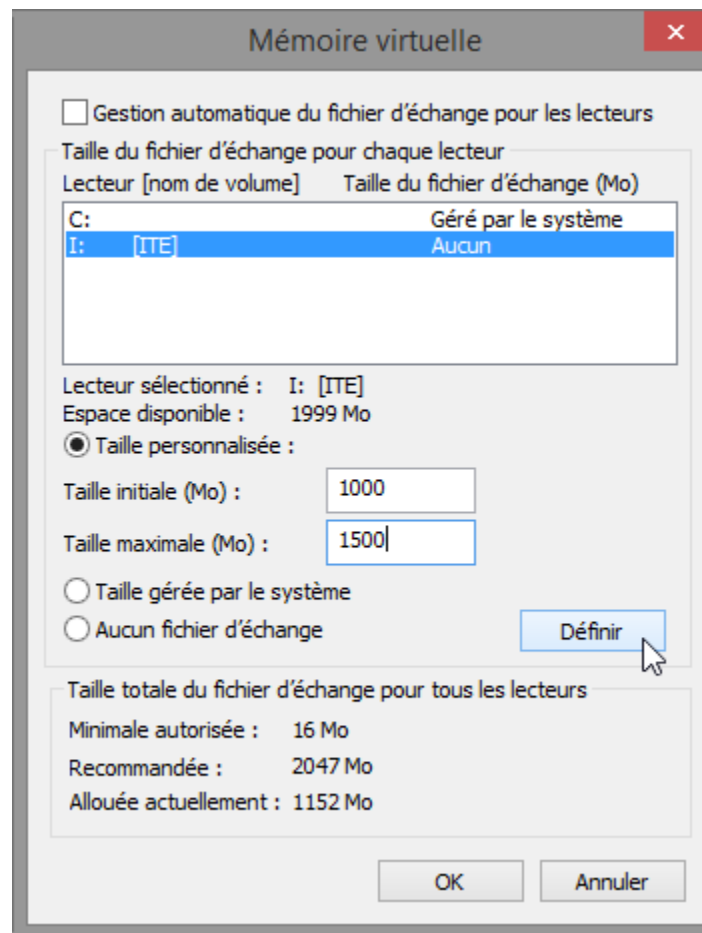 Mémoire virtuelle
Gestion automatique du fichier d'échange pour les lecteurs
Taille du fichier d'échange pour chaque lecteur
Lecteur [nom de volume] Taille du fichier d'échange (Mo)
C: Géré par le système
I: [ITE] Aucun
Lecteur sélectionné : I: [ITE]
Espace disponible : 1999 Mo
Taille personnalisée :
Taille initiale (Mo) : 1000
Taille maximale (Mo) : 1500
Taille gérée par le système
Aucun fichier d'échange Définir
Taille totale du fichier d'échange pour tous les lecteurs
Minimale autorisée : 16 Mo
Recommandée : 2047 Mo
Allouée actuellement : 1152 Mo
OK Annuler